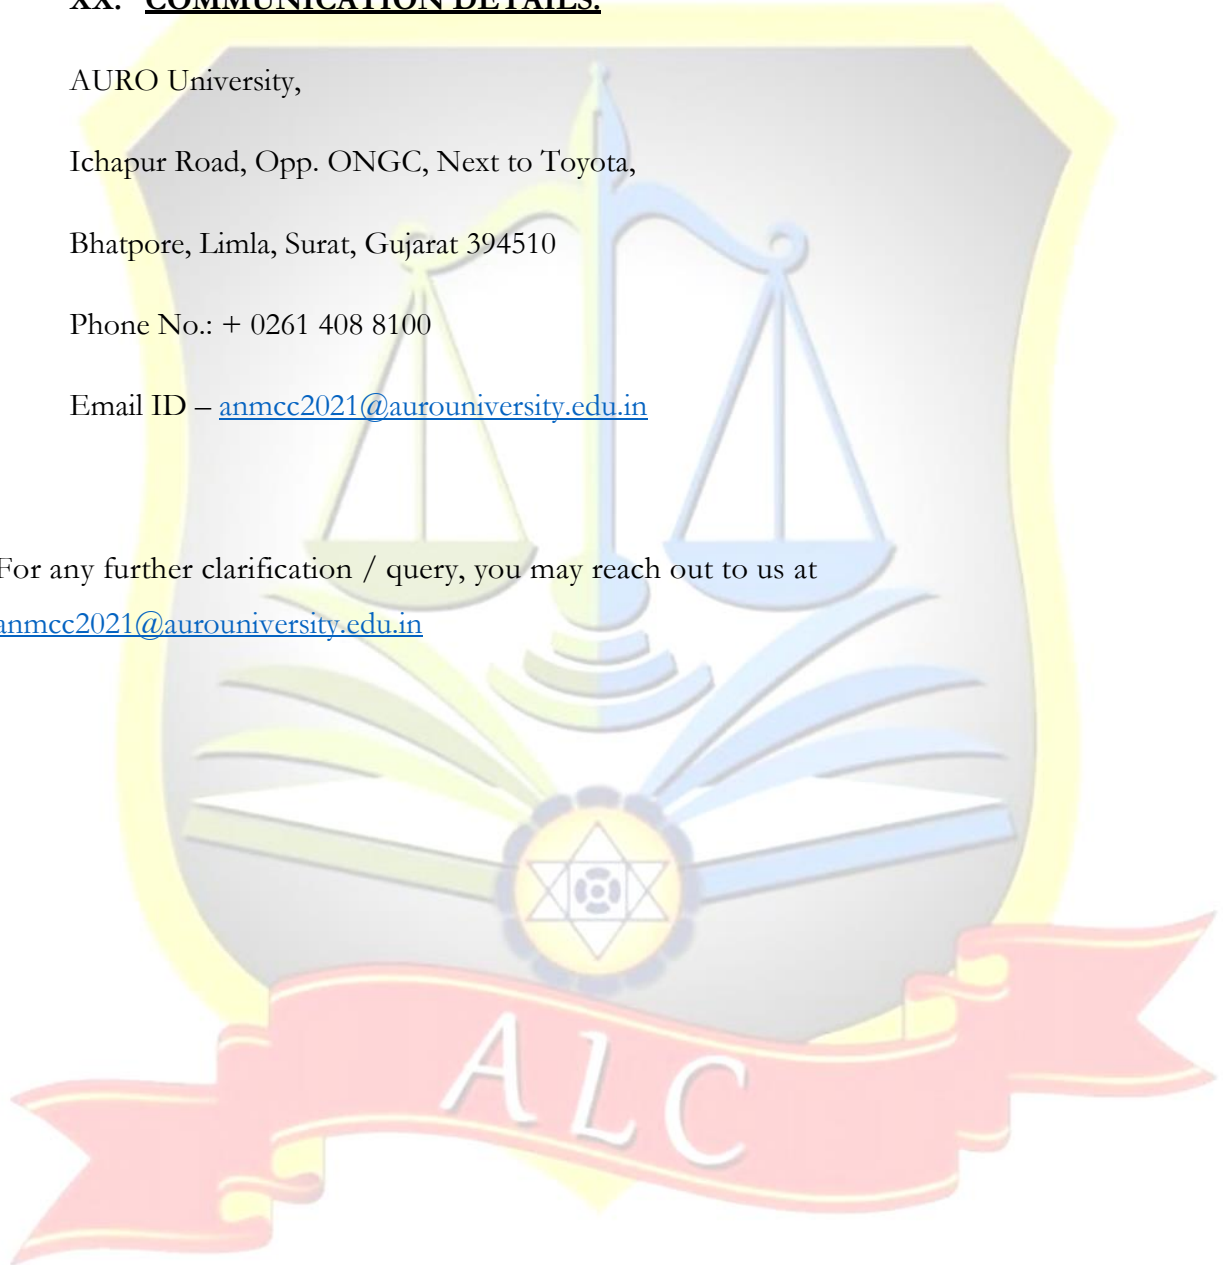 XX. COMMUNICATION DETAILS:
AURO University,
Ichapur Road, Opp. ONGC, Next to Toyota,
Bhatpore, Limla, Surat, Gujarat 394510
Phone No.: + 0261 408 8100
Email ID – anmcc2021@aurouniversity.edu.in
For any further clarification / query, you may reach out to us at
anmcc2021@aurouniversity.edu.in
ALC